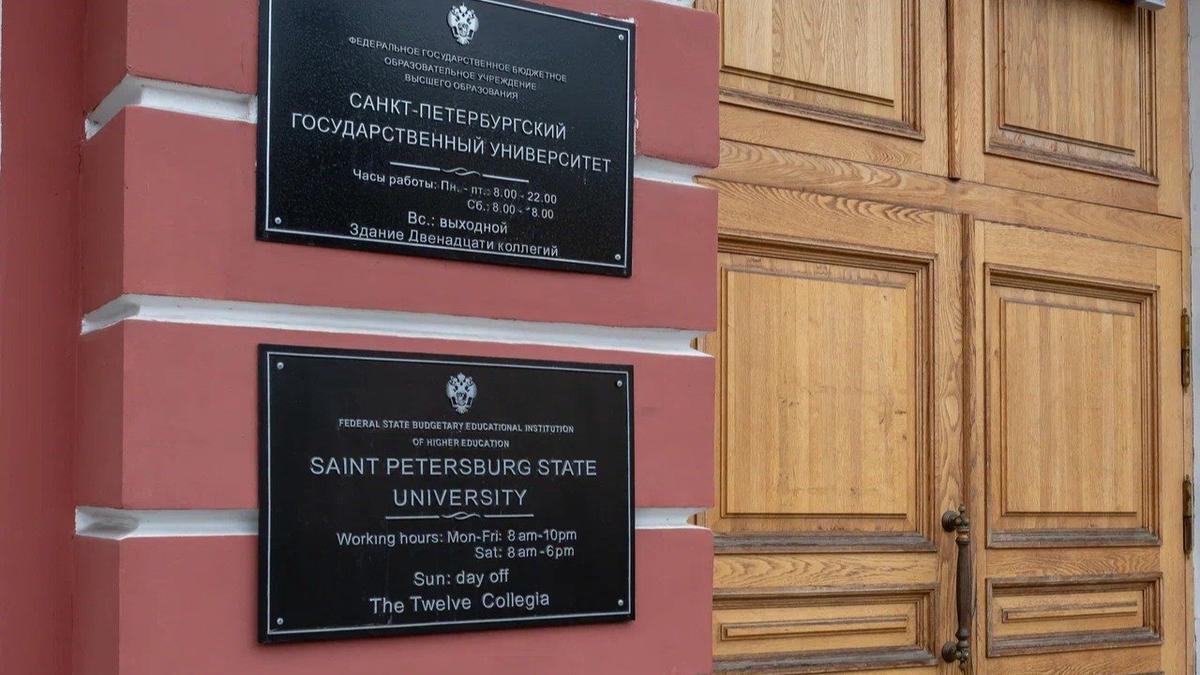 ФЕДЕРАЛЬНОЕ ГОСУДАРСТВЕННОЕ БЮДЖЕТНОЕ
ОБРАЗОВАТЕЛЬНОЕ УЧРЕЖДЕНИЕ
ВЫСШЕГО ОБРАЗОВАНИЯ
САНКТ-ПЕТЕРБУРГСКИЙ
ГОСУДАРСТВЕННЫЙ УНИВЕРСИТЕТ
Часы работы: Пн. - пт.: 8.00 - 22.00
Сб.: 8.00 - 18.00
Вс.: выходной
Здание Двенадцати коллегий
FEDERAL STATE BUDGETARY EDUCATIONAL INSTITUTION
OF HIGHER EDUCATION
SAINT PETERSBURG STATE
UNIVERSITY
Working hours: Mon-Fri: 8 am-10pm
Sat: 8 am-6pm
Sun: day off
The Twelve Collegia